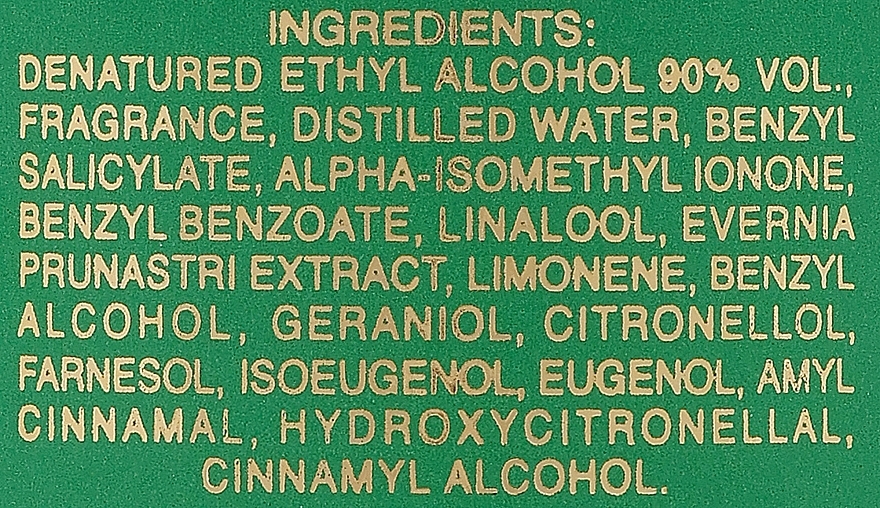 INGREDIENTS:
DENATURED ETHYL ALCOHOL 90% VOL.,
FRAGRANCE, DISTILLED WATER, BENZYL
SALICYLATE, ALPHA-ISOMETHYL IONONE,
BENZYL BENZOATE, LINALOOL, EVERNIA
PRUNASTRI EXTRACT, LIMONENE, BENZYL
ALCOHOL, GERANIOL, CITRONELLOL,
FARNESOL, ISOEUGENOL, EUGENOL, AMYL
CINNAMAL, HYDROXYCITRONELLAL,
CINNAMYL ALCOHOL.